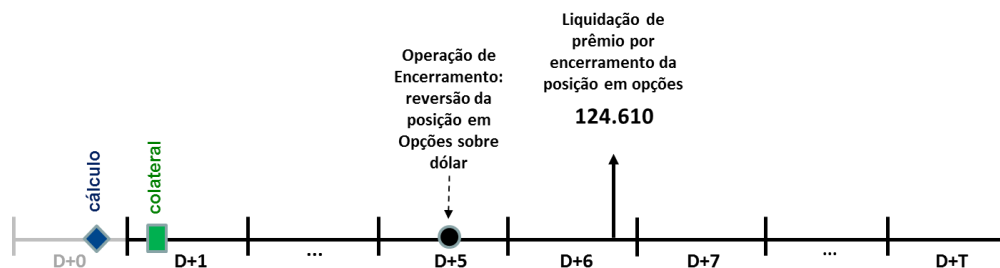 Liquidação de
prêmio por
encerramento da
posição em opções
124.610
Operação de
Encerramento:
reversão da
posição em
Opções sobre
dólar
cálculo
colateral
D+0
D+1
...
D+5
D+6
D+7
...
D+T